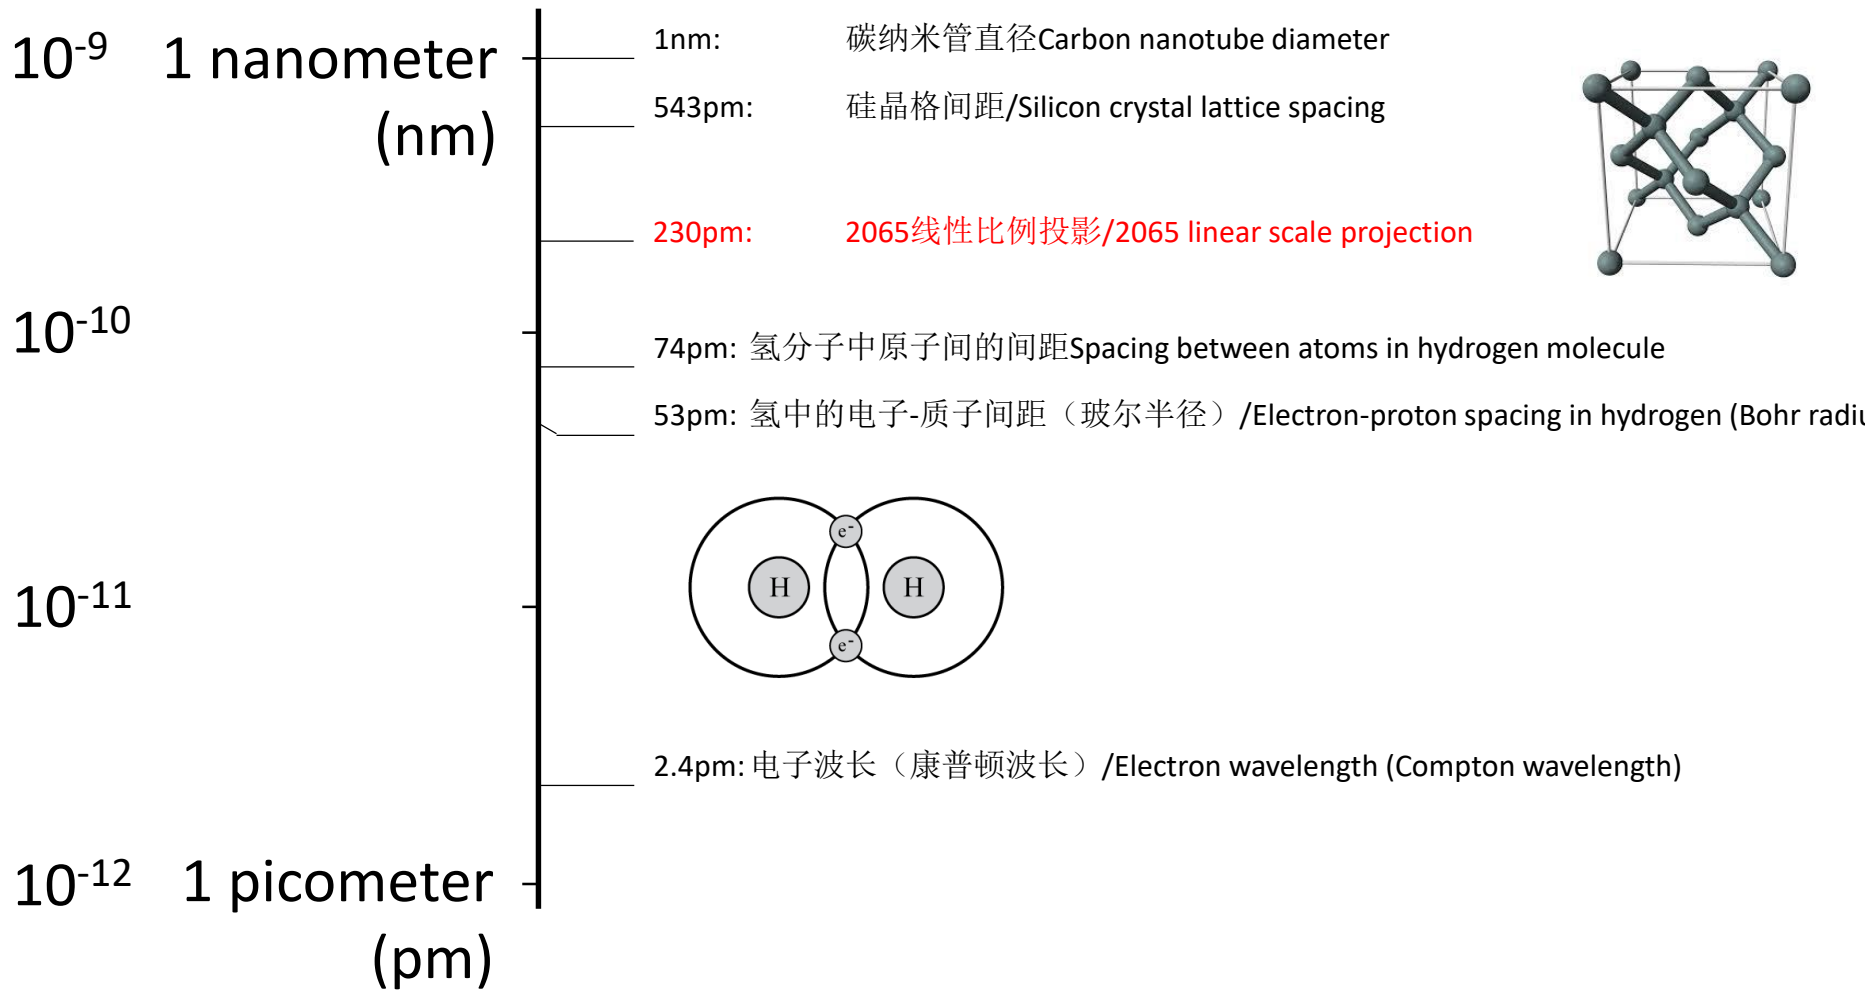 10⁻⁹ 1 nanometer
(nm)
1nm: 碳纳米管直径Carbon nanotube diameter
543pm: 硅晶格间距/Silicon crystal lattice spacing
230pm: 2065线性比例投影/2065 linear scale projection
10⁻¹⁰
74pm: 氢分子中原子间的间距Spacing between atoms in hydrogen molecule
53pm: 氢中的电子-质子间距（玻尔半径）/Electron-proton spacing in hydrogen (Bohr radiu
e⁻
H H
e⁻
10⁻¹¹
2.4pm: 电子波长（康普顿波长）/Electron wavelength (Compton wavelength)
10⁻¹² 1 picometer
(pm)